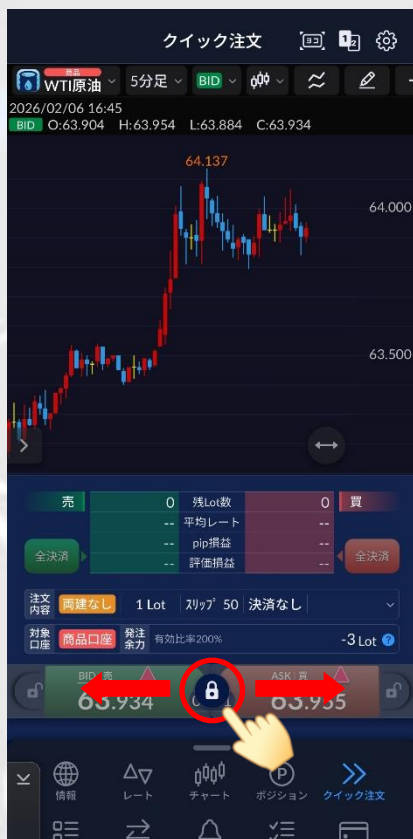 クイック注文
商品
WTI原油 5分足 BID
2026/02/06 16:45
BID O:63.904 H:63.954 L:63.884 C:63.934
64.137
64.000
63.500
売 0 残Lot数 0 買
-- 平均レート --
-- pip損益 --
-- 評価損益 --
全決済 全決済
注文内容 両建なし 1 Lot スリップ 50 決済なし
対象口座 商品口座 発注余力 有効比率200% -3 Lot ?
BID 売 ASK 買
63.934 63.955
情報 レート チャート ポジション クイック注文